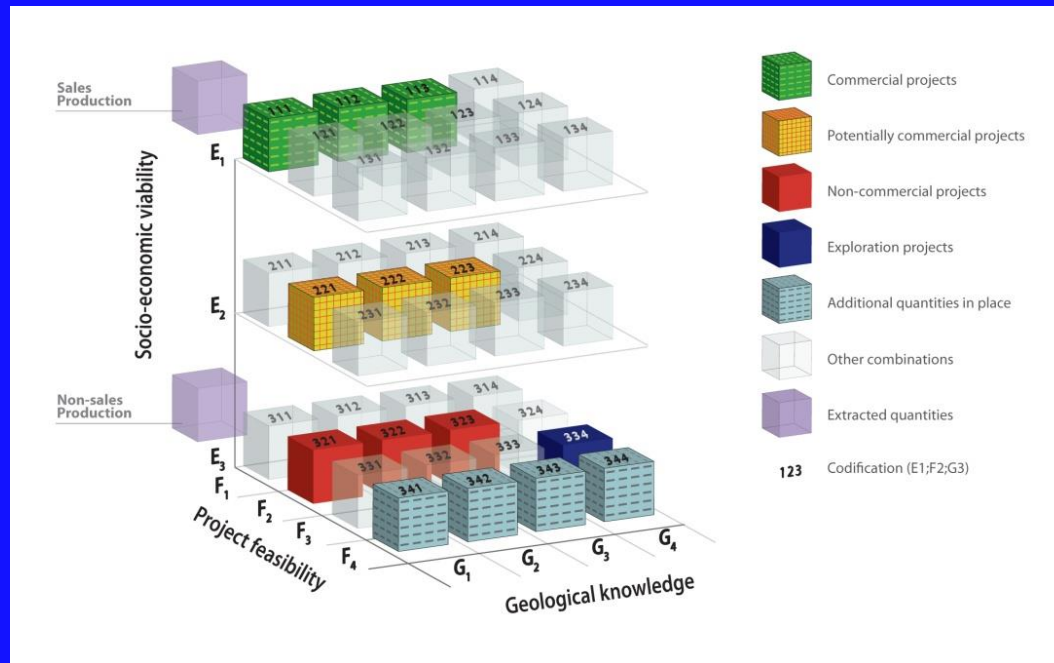 Sales
Production
Non-sales
Production
Socio-economic viability
E1
E2
E3
111
112
113
114
121
122
123
124
131
132
133
134
211
212
213
214
221
222
223
224
231
232
233
234
311
312
313
314
321
322
323
324
331
332
333
334
341
342
343
344
F1
F2
F3
F4
Project feasibility
G1
G2
G3
G4
Geological knowledge
Commercial projects
Potentially commercial projects
Non-commercial projects
Exploration projects
Additional quantities in place
Other combinations
Extracted quantities
123 Codification (E1;F2;G3)